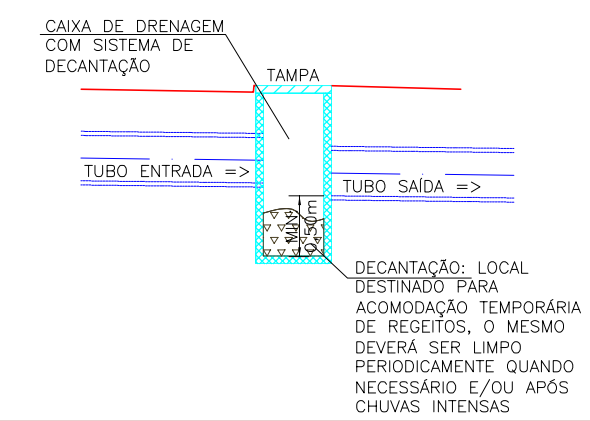 CAIXA DE DRENAGEM
COM SISTEMA DE
DECANTAÇÃO
TAMPA
TUBO ENTRADA =>
TUBO SAÍDA =>
MIN
0,50m
DECANTAÇÃO: LOCAL
DESTINADO PARA
ACOMODAÇÃO TEMPORÁRIA
DE REGEITOS, O MESMO
DEVERÁ SER LIMPO
PERIODICAMENTE QUANDO
NECESSÁRIO E/OU APÓS
CHUVAS INTENSAS